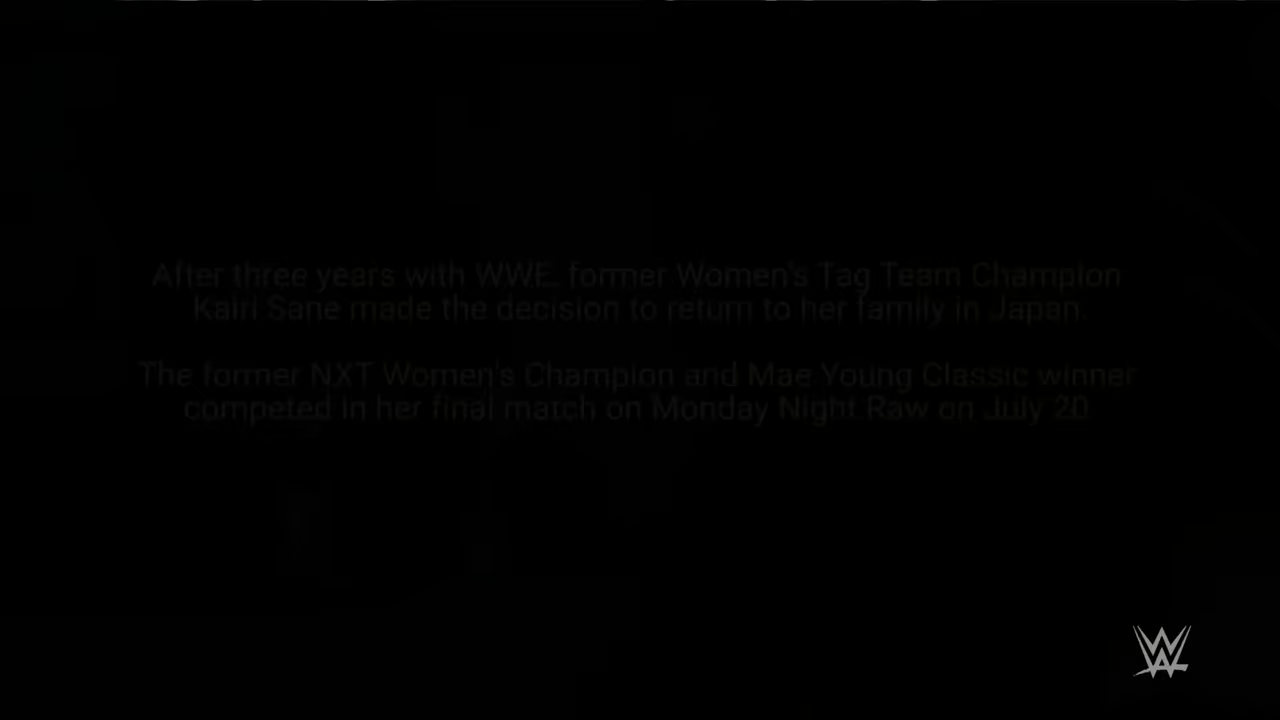 After three years with WWE, former Women's Tag Team Champion
Kairi Sane made the decision to return to her family in Japan.
The former NXT Women's Champion and Mae Young Classic winner
competed in her final match on Monday Night Raw on July 20
W